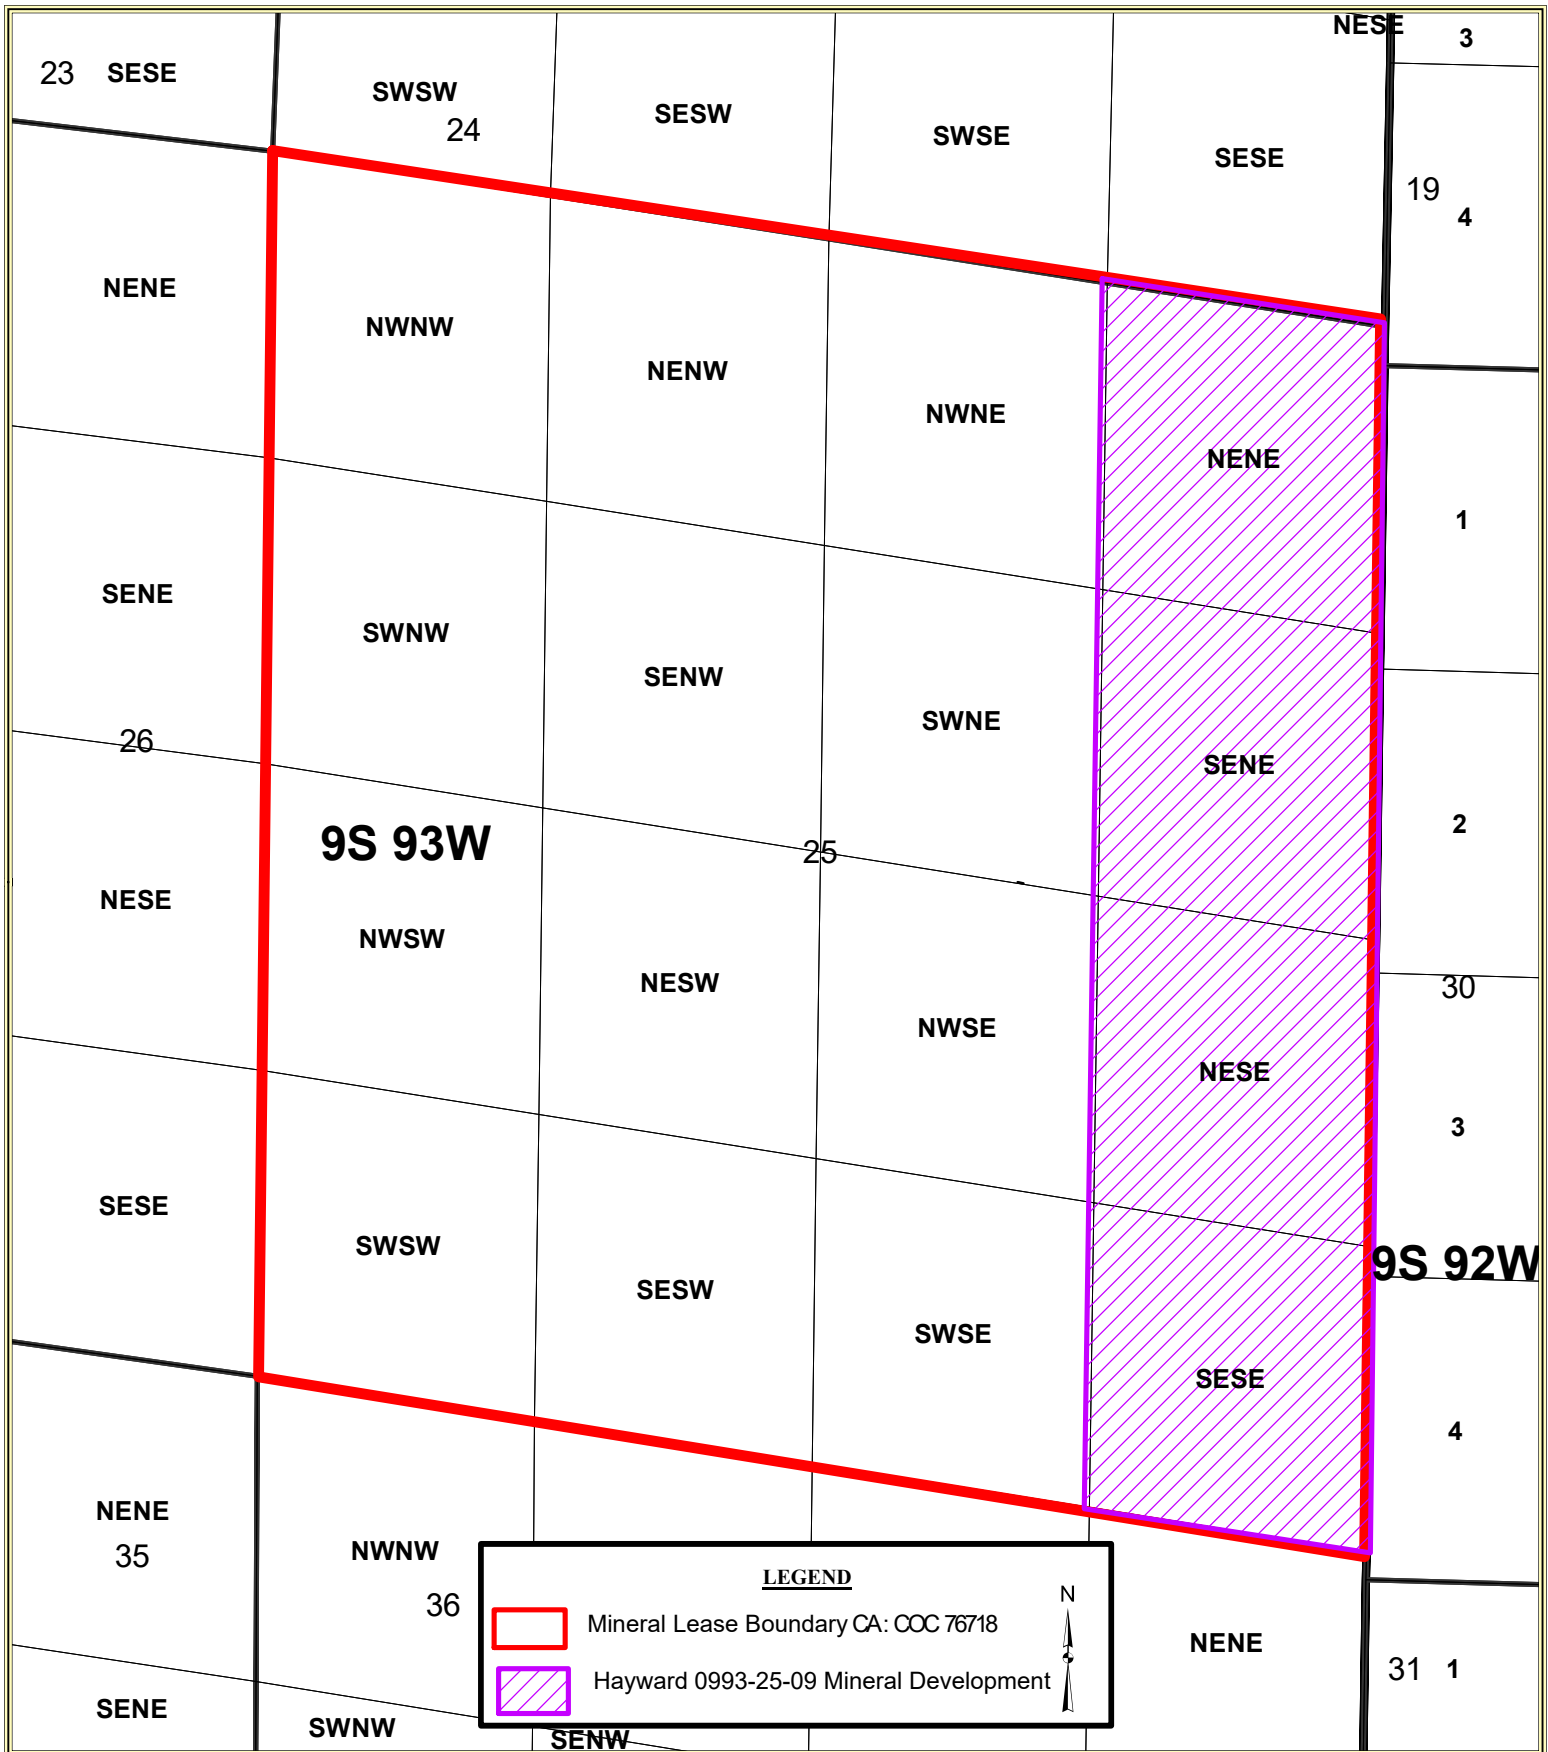 NESE
3
23 SESE
SWSW
24
SESW
SWSE
SESE
19
4
NENE
NWNW
NENW
NWNE
NENE
1
SENE
SWNW
SENW
SWNE
SENE
26
9S 93W
25
2
NESE
NWSW
NESW
NWSE
NESE
30
3
SESE
SWSW
SESW
SWSE
SESE
9S 92W
4
NENE
35
NWNW
36
LEGEND
N
Mineral Lease Boundary CA: COC 76718
Hayward 0993-25-09 Mineral Development
NENE
31 1
SENE
SWNW
SENW